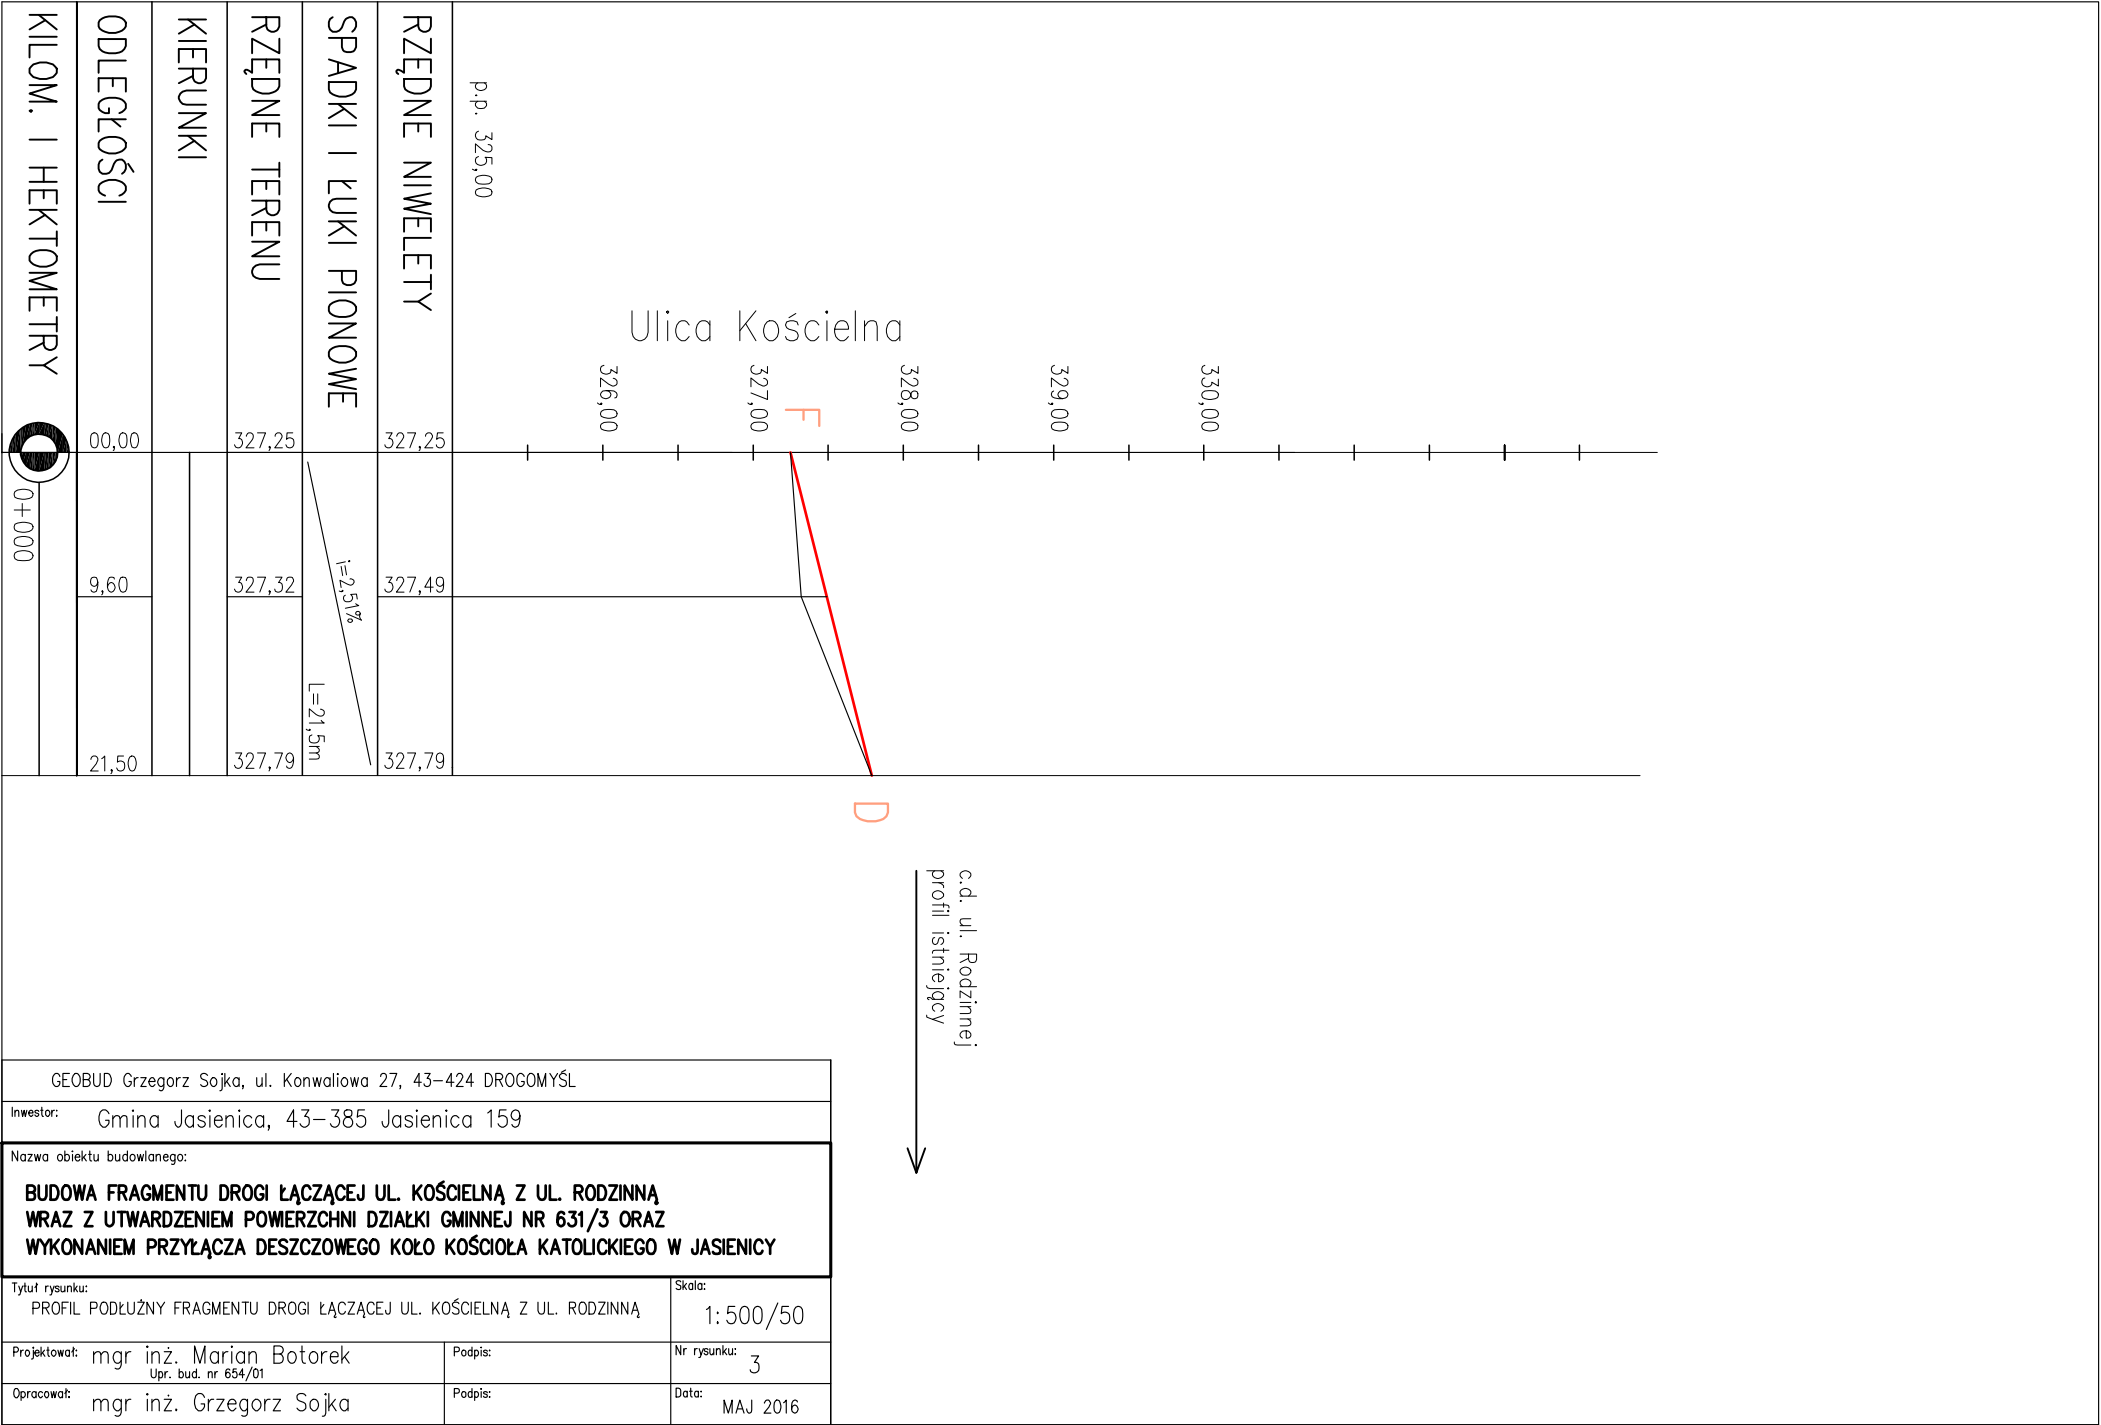 RZĘDNE NIWELETY
SPADKI I ŁUKI PIONOWE
RZĘDNE TERENU
KIERUNKI
ODLEGŁOŚCI
KILOM. I HEKTOMETRY
p.p. 325,00
Ulica Kościelna
326,00
327,00
328,00
329,00
330,00
F
D
00,00
327,25
327,25
0+000
9,60
327,32
327,49
i=2,51%
L=21,5m
21,50
327,79
327,79
c.d. ul. Rodzinnej
profil istniejący
GEOBUD Grzegorz Sojka, ul. Konwaliowa 27, 43-424 DROGOMYŚL
Inwestor: Gmina Jasienica, 43-385 Jasienica 159
Nazwa obiektu budowlanego:
BUDOWA FRAGMENTU DROGI ŁĄCZĄCEJ UL. KOŚCIELNĄ Z UL. RODZINNĄ
WRAZ Z UTWARDZENIEM POWIERZCHNI DZIAŁKI GMINNEJ NR 631/3 ORAZ
WYKONANIEM PRZYŁĄCZA DESZCZOWEGO KOŁO KOŚCIOŁA KATOLICKIEGO W JASIENICY
Tytuł rysunku:
PROFIL PODŁUŻNY FRAGMENTU DROGI ŁĄCZĄCEJ UL. KOŚCIELNĄ Z UL. RODZINNĄ
Skala:
1:500/50
Projektował: mgr inż. Marian Botorek
Upr. bud. nr 654/01
Podpis:
Nr rysunku: 3
Opracował: mgr inż. Grzegorz Sojka
Podpis:
Data:
MAJ 2016